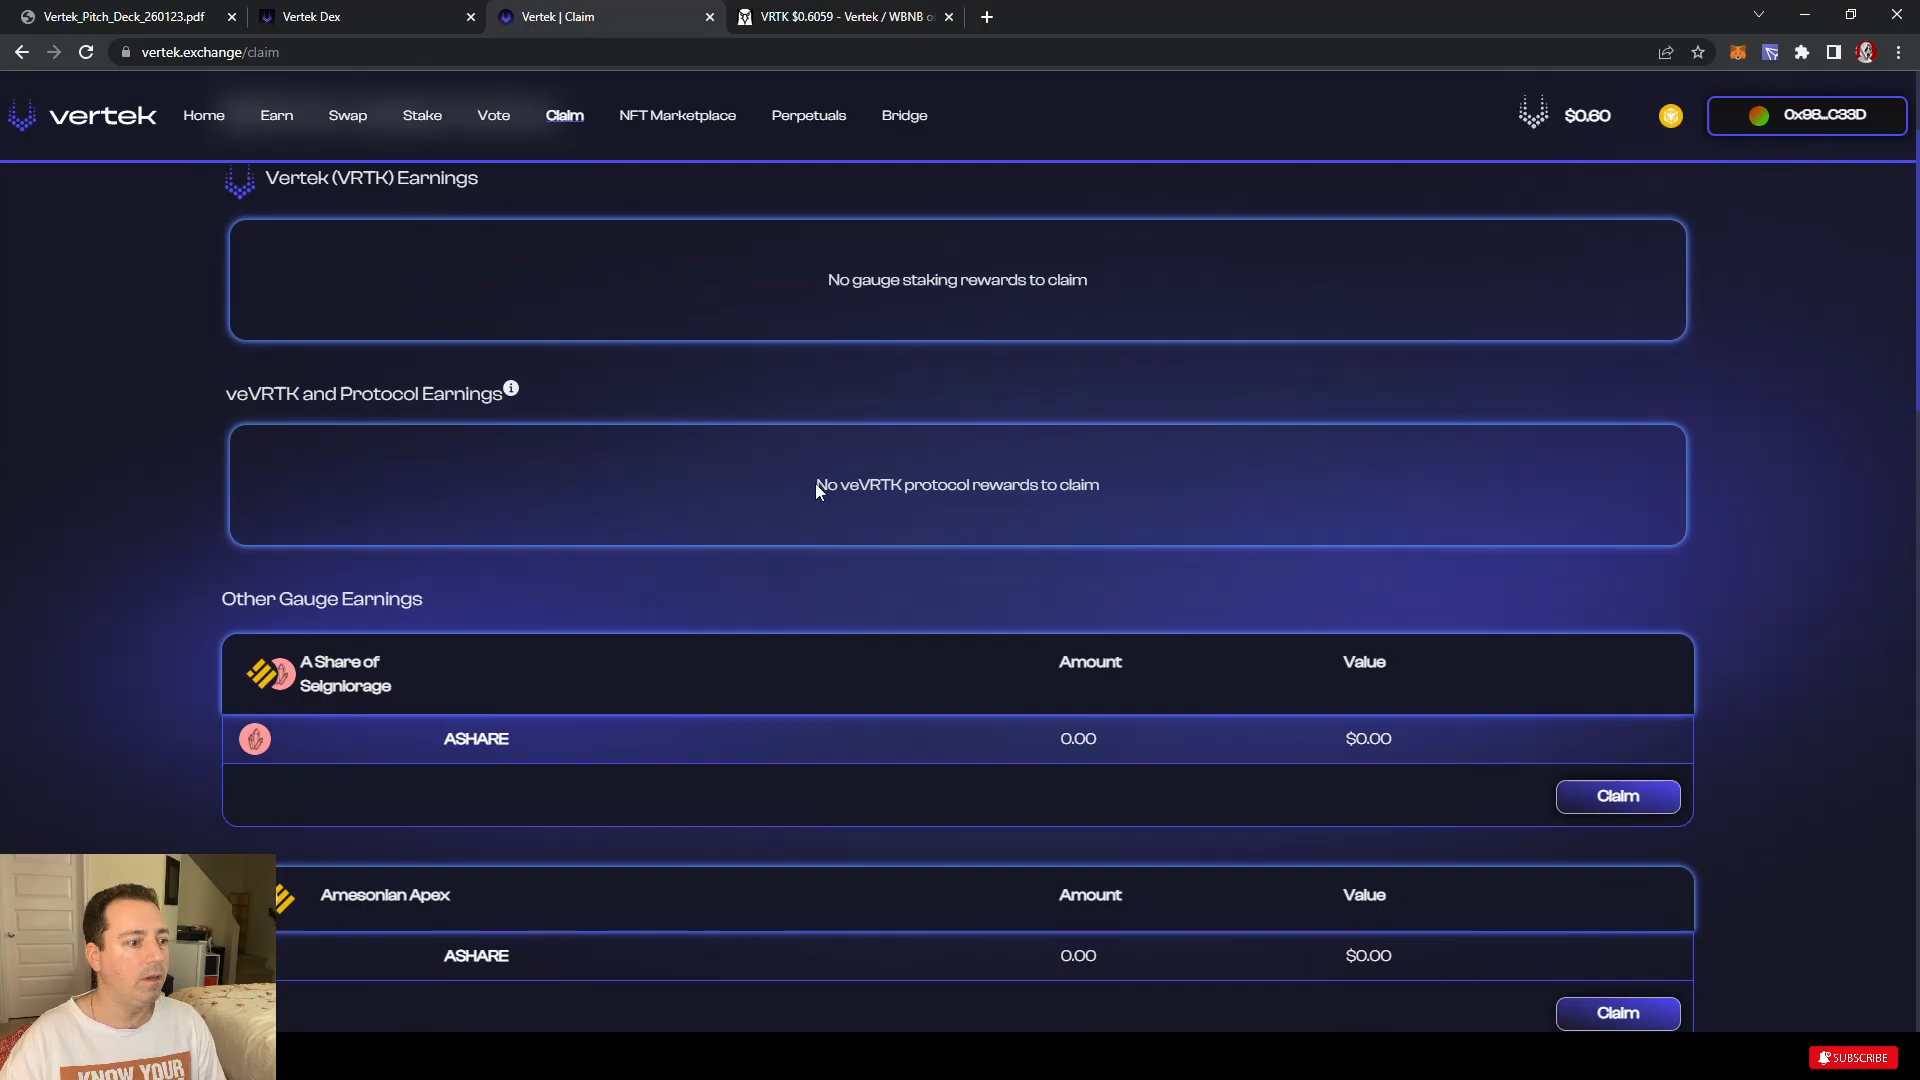 Vertek_Pitch_Deck_260123.pdf
Vertek Dex
Vertek | Claim
VRTK $0.6059 - Vertek / WBNB
vertek.exchange/claim
vertek
Home
Earn
Swap
Stake
Vote
Claim
NFT Marketplace
Perpetuals
Bridge
$0.60
0x98...C33D
Vertek (VRTK) Earnings
No gauge staking rewards to claim
veVRTK and Protocol Earnings
No veVRTK protocol rewards to claim
Other Gauge Earnings
A Share of
Seigniorage
Amount
Value
ASHARE
0.00
$0.00
Claim
Amesonian Apex
Amount
Value
ASHARE
0.00
$0.00
Claim
KNOW YOUR
SUBSCRIBE